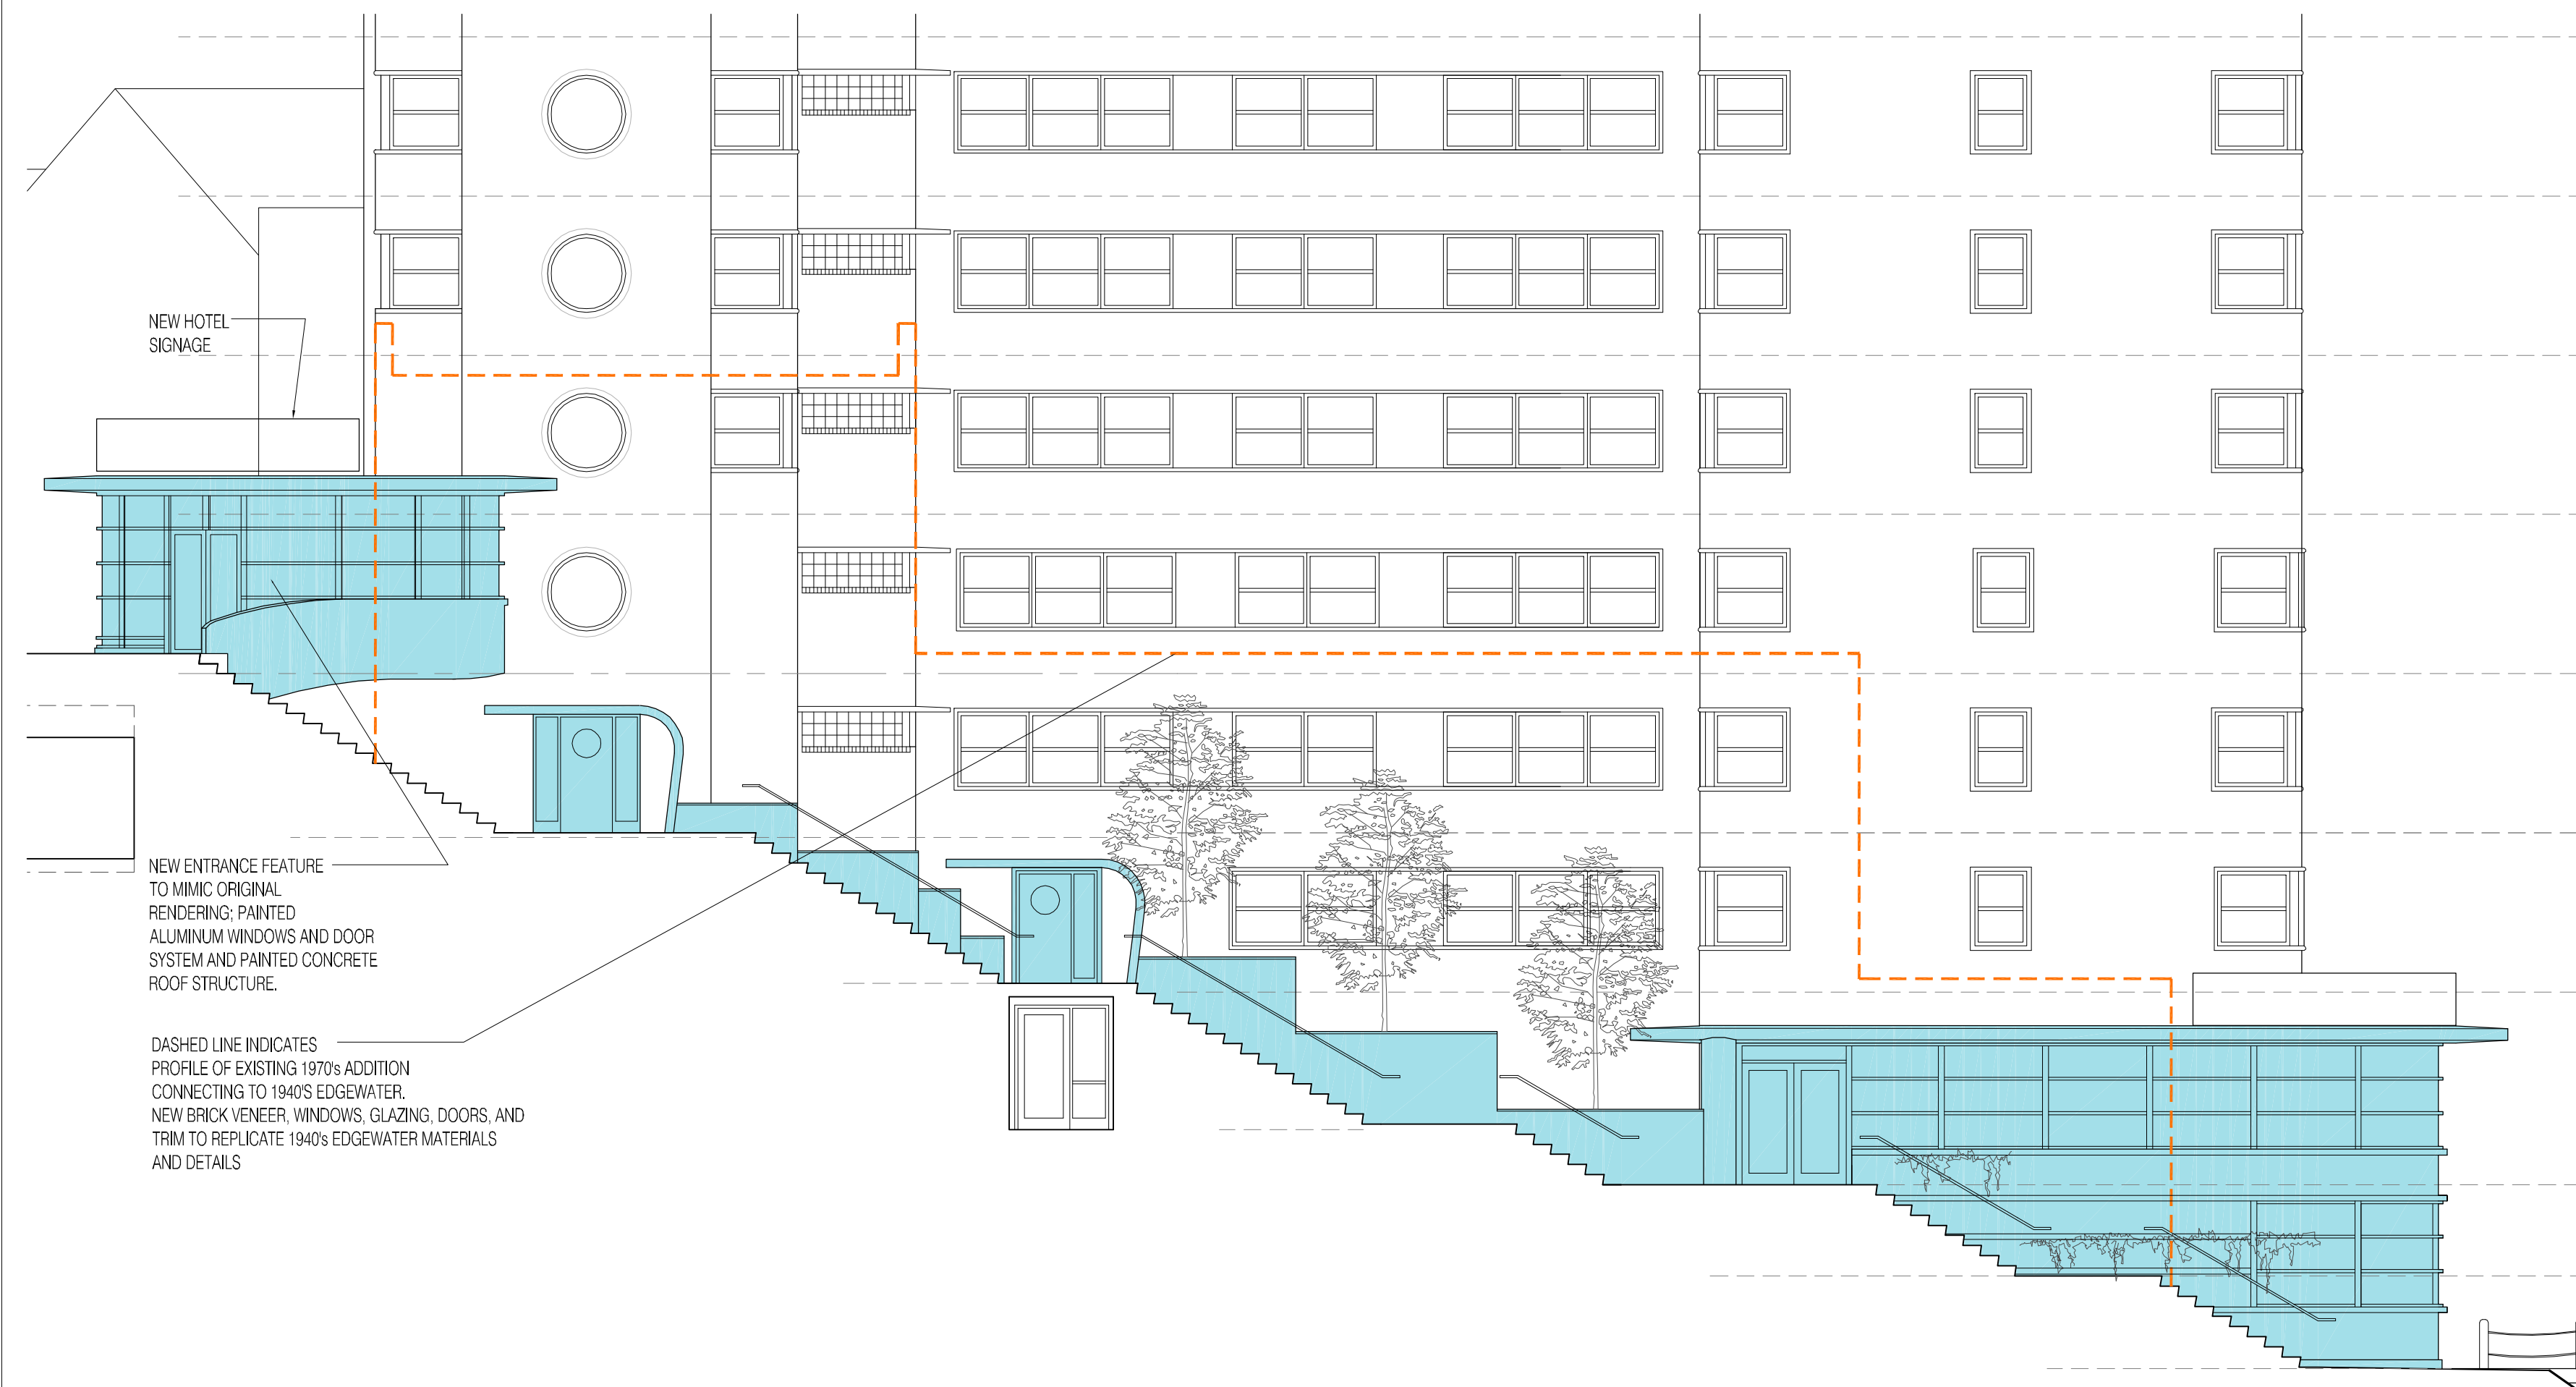 NEW HOTEL
SIGNAGE
NEW ENTRANCE FEATURE
TO MIMIC ORIGINAL
RENDERING; PAINTED
ALUMINUM WINDOWS AND DOOR
SYSTEM AND PAINTED CONCRETE
ROOF STRUCTURE.
DASHED LINE INDICATES
PROFILE OF EXISTING 1970's ADDITION
CONNECTING TO 1940'S EDGEWATER.
NEW BRICK VENEER, WINDOWS, GLAZING, DOORS, AND
TRIM TO REPLICATE 1940's EDGEWATER MATERIALS
AND DETAILS